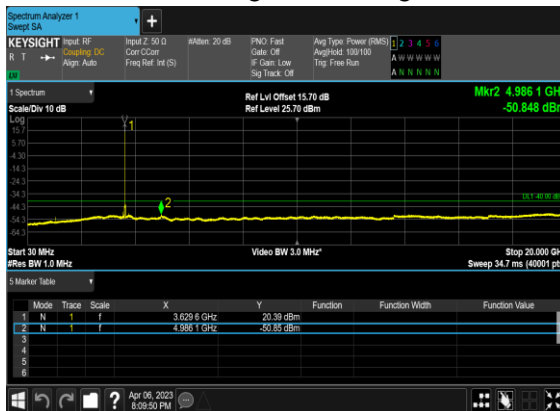 Spectrum Analyzer 1
Swept SA
KEYSIGHT Input: RF Input Z: 50 Ω #Atten: 20 dB PNO: Fast Avg Type: Power (RMS) 1 2 3 4 5 6
R T Coupling: DC Corr CCorr Gate: Off Avg|Hold: 100/100 A W W W W W
Align: Auto Freq Ref: Int (S) IF Gain: Low Trig: Free Run
Sig Track: Off A N N N N N
1 Spectrum
Scale/Div 10 dB Ref Lvl Offset 15.70 dB Mkr2 4.986 1 GH
Ref Level 25.70 dBm -50.848 dBr
Log
15.7
5.70
-4.30
-14.3
-24.3
-34.3
-44.3
-54.3
-64.3
1
2
Start 30 MHz Video BW 3.0 MHz* Stop 20.000 GH
#Res BW 1.0 MHz Sweep 34.7 ms (40001 pt
5 Marker Table
Mode Trace Scale X Y Function Function Width Function Value
1 N 1 f 3.629 6 GHz 20.39 dBm
2 N 1 f 4.986 1 GHz -50.85 dBm
3
4
5
6
? Apr 06, 2023
8:09:50 PM